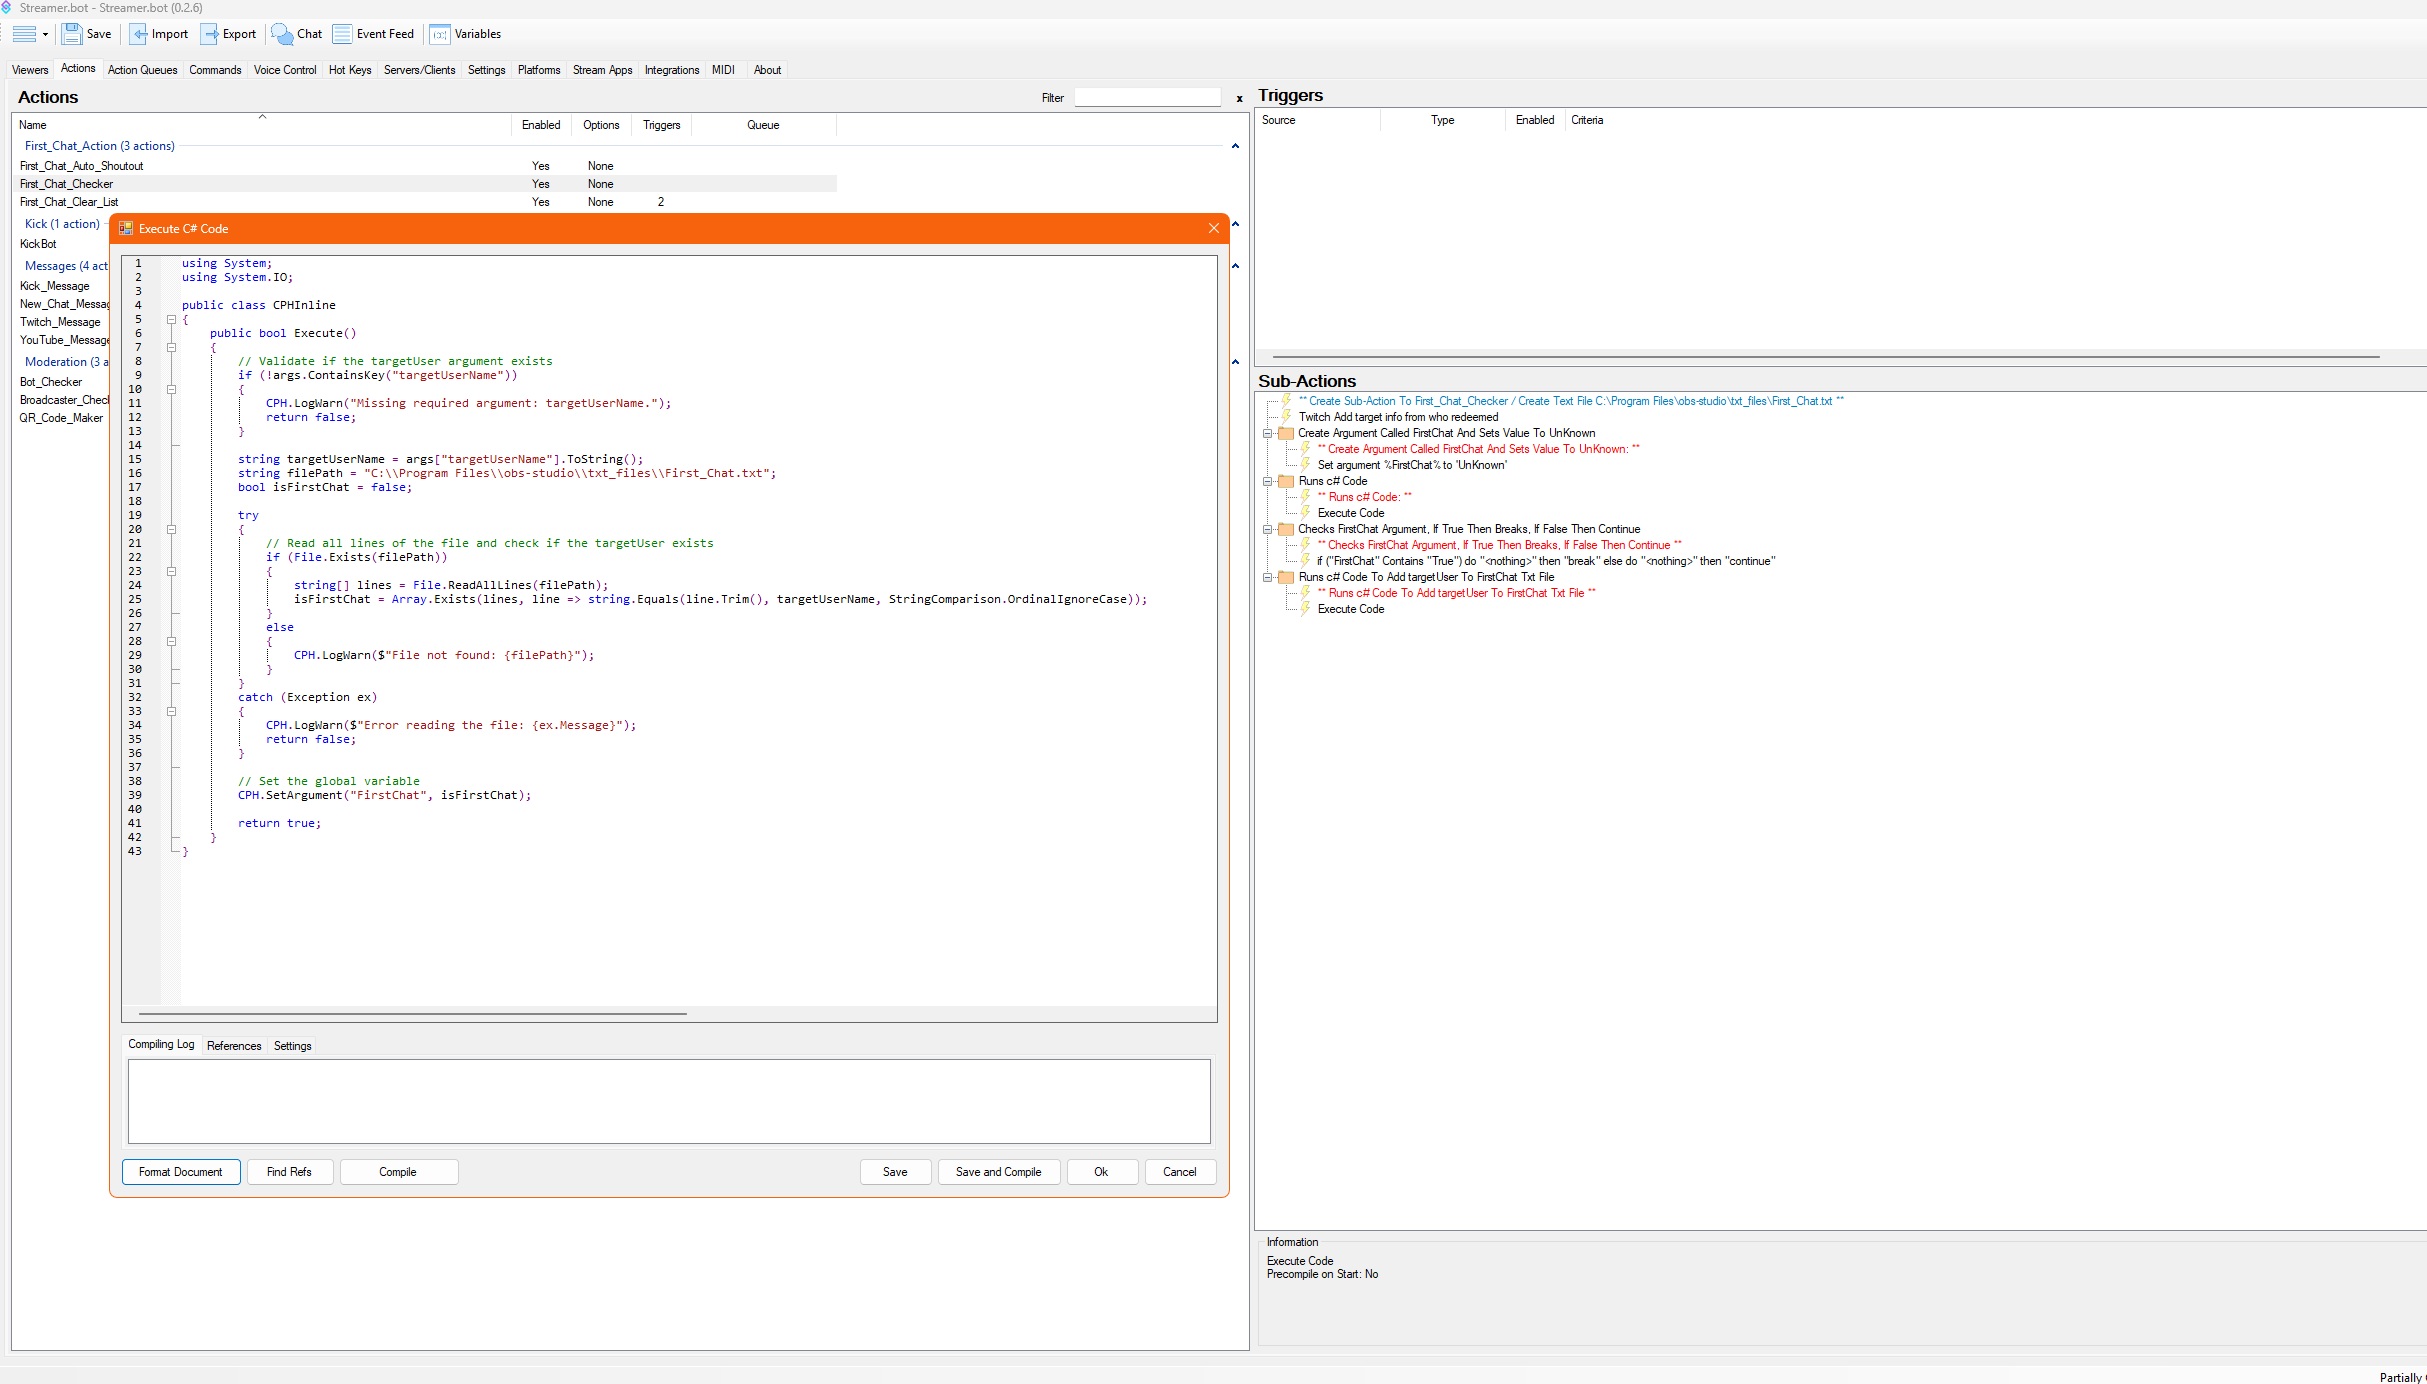 Streamer.bot - Streamer.bot (0.2.6)
Save Import Export Chat Event Feed Variables
Viewers Actions Action Queues Commands Voice Control Hot Keys Servers/Clients Settings Platforms Stream Apps Integrations MIDI About
Actions
Filter
x
Name Enabled Options Triggers Queue
First_Chat_Action (3 actions)
First_Chat_Auto_Shoutout Yes None
First_Chat_Checker Yes None
First_Chat_Clear_List Yes None 2
Kick (1 action)
KickBot
Messages (4 act
Kick_Message
New_Chat_Messag
Twitch_Message
YouTube_Message
Moderation (3 a
Bot_Checker
Broadcaster_Check
QR_Code_Maker
Execute C# Code
1 using System;
2 using System.IO;
3
4 public class CPHInline
5 {
6 public bool Execute()
7 {
8 // Validate if the targetUser argument exists
9 if (!args.ContainsKey("targetUserName"))
10 {
11 CPH.LogWarn("Missing required argument: targetUserName.");
12 return false;
13 }
14
15 string targetUserName = args["targetUserName"].ToString();
16 string filePath = "C:\\Program Files\\obs-studio\\txt_files\\First_Chat.txt";
17 bool isFirstChat = false;
18
19 try
20 {
21 // Read all lines of the file and check if the targetUser exists
22 if (File.Exists(filePath))
23 {
24 string[] lines = File.ReadAllLines(filePath);
25 isFirstChat = Array.Exists(lines, line => string.Equals(line.Trim(), targetUserName, StringComparison.OrdinalIgnoreCase));
26 }
27 else
28 {
29 CPH.LogWarn($"File not found: {filePath}");
30 }
31 }
32 catch (Exception ex)
33 {
34 CPH.LogWarn($"Error reading the file: {ex.Message}");
35 return false;
36 }
37
38 // Set the global variable
39 CPH.SetArgument("FirstChat", isFirstChat);
40
41 return true;
42 }
43 }
Compiling Log References Settings
Format Document Find Refs Compile Save Save and Compile Ok Cancel
Triggers
Source Type Enabled Criteria
Sub-Actions
** Create Sub-Action To First_Chat_Checker / Create Text File C:\Program Files\obs-studio\txt_files\First_Chat.txt **
Twitch Add target info from who redeemed
Create Argument Called FirstChat And Sets Value To UnKnown
** Create Argument Called FirstChat And Sets Value To UnKnown: **
Set argument %FirstChat% to 'UnKnown'
Runs c# Code
** Runs c# Code: **
Execute Code
Checks FirstChat Argument, If True Then Breaks, If False Then Continue
** Checks FirstChat Argument, If True Then Breaks, If False Then Continue **
if ("FirstChat" Contains "True") do "<nothing>" then "break" else do "<nothing>" then "continue"
Runs c# Code To Add targetUser To FirstChat Txt File
** Runs c# Code To Add targetUser To FirstChat Txt File **
Execute Code
Information
Execute Code
Precompile on Start: No
Partially